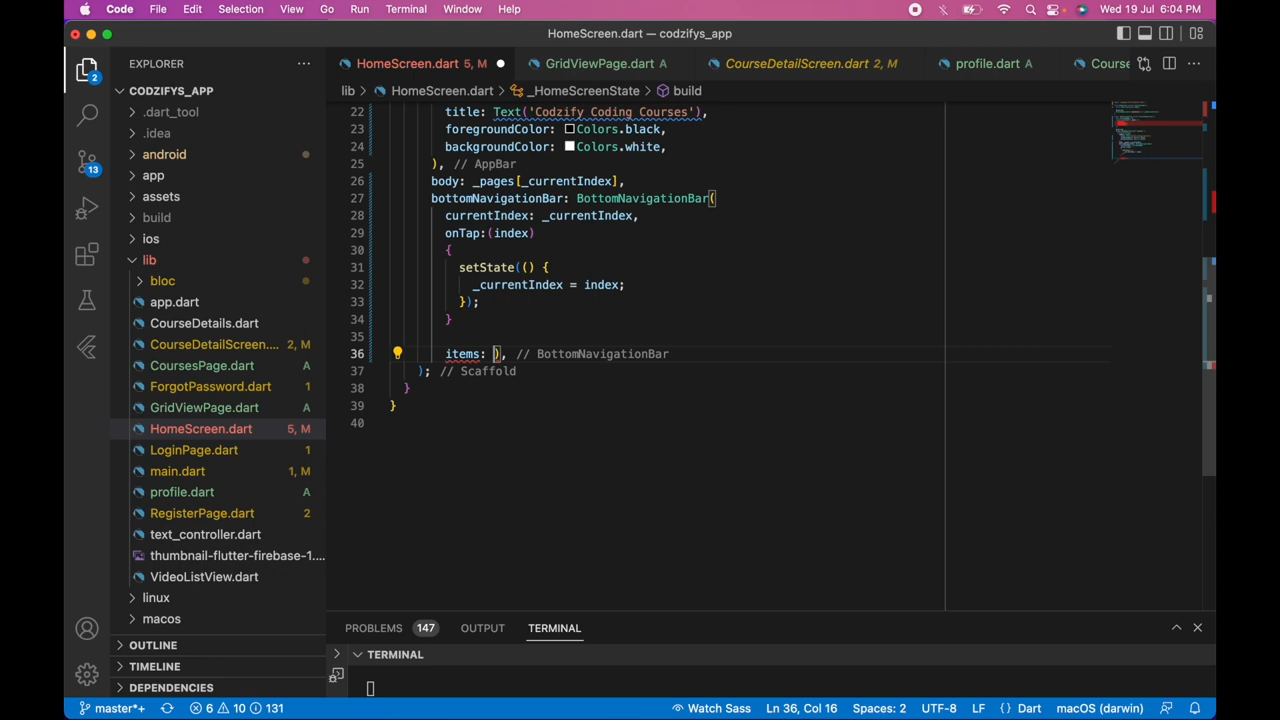 Code File Edit Selection View Go Run Terminal Window Help Wed 19 Jul 6:04 PM
HomeScreen.dart — codzifys_app
EXPLORER
HomeScreen.dart 5, M
GridViewPage.dart A
CourseDetailScreen.dart 2, M
profile.dart A
Course
CODZIFYS_APP
lib > HomeScreen.dart > _HomeScreenState > build
.dart_tool
.idea
android
app
assets
build
ios
lib
bloc
app.dart
CourseDetails.dart
CourseDetailScreen.... 2, M
CoursesPage.dart A
ForgotPassword.dart 1
GridViewPage.dart A
HomeScreen.dart 5, M
LoginPage.dart 1
main.dart 1, M
profile.dart A
RegisterPage.dart 2
text_controller.dart
thumbnail-flutter-firebase-1....
VideoListView.dart
linux
macos
OUTLINE
TIMELINE
DEPENDENCIES
2
13
22 title: Text('Codzify Coding Courses'),
23 foregroundColor: Colors.black,
24 backgroundColor: Colors.white,
25 ), // AppBar
26 body: _pages[_currentIndex],
27 bottomNavigationBar: BottomNavigationBar(
28 currentIndex: _currentIndex,
29 onTap:(index)
30 {
31 setState(() {
32 _currentIndex = index;
33 });
34 }
35
36 items: ), // BottomNavigationBar
37 ); // Scaffold
38 }
39 }
40
PROBLEMS 147 OUTPUT TERMINAL
TERMINAL
master*+ 6 10 131 Watch Sass Ln 36, Col 16 Spaces: 2 UTF-8 LF {} Dart macOS (darwin)